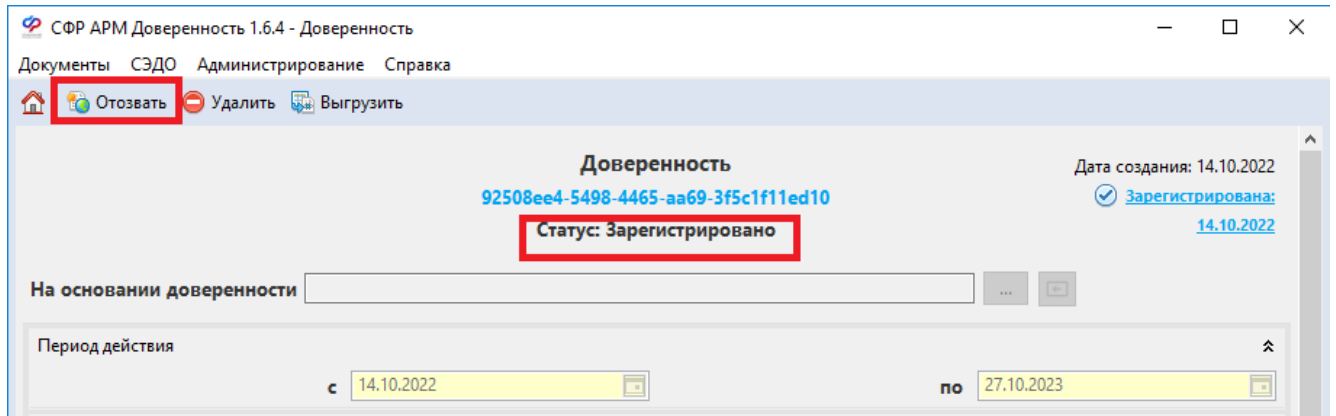 СФР АРМ Доверенность 1.6.4 - Доверенность
Документы СЭДО Администрирование Справка
Отозвать Удалить Выгрузить
Доверенность
Дата создания: 14.10.2022
92508ee4-5498-4465-aa69-3f5c1f11ed10
Зарегистрирована:
14.10.2022
Статус: Зарегистрировано
На основании доверенности ...
Период действия
с 14.10.2022 по 27.10.2023